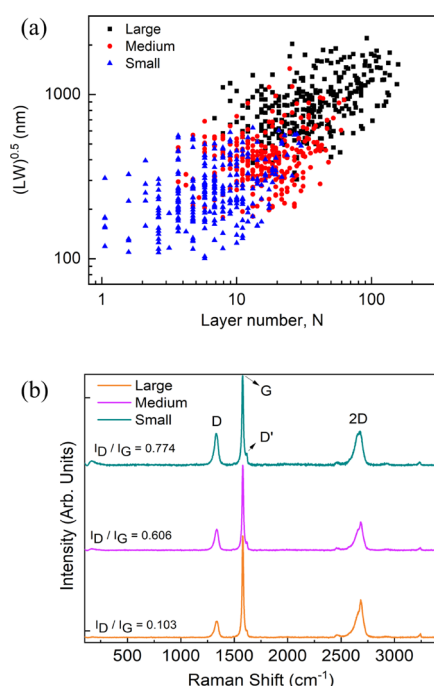 (a)
Large
Medium
Small
(LW)^0.5 (nm)
1000
100
1 10 100
Layer number, N
(b)
Large
Medium
Small
G
D
D'
2D
I_D / I_G = 0.774
I_D / I_G = 0.606
I_D / I_G = 0.103
Intensity (Arb. Units)
500 1000 1500 2000 2500 3000
Raman Shift (cm⁻¹)